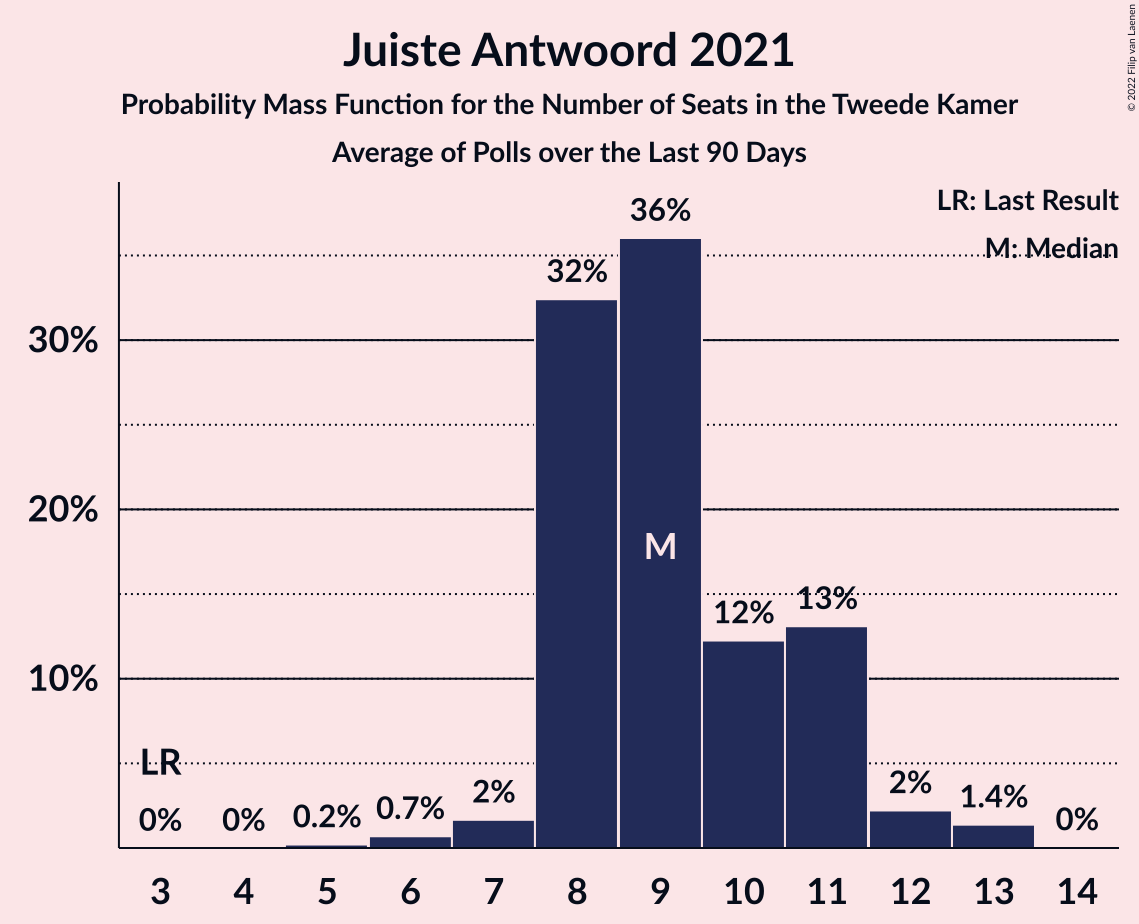 Juiste Antwoord 2021
Probability Mass Function for the Number of Seats in the Tweede Kamer
Average of Polls over the Last 90 Days
© 2022 Filip van Laenen
LR: Last Result
M: Median
36%
32%
30%
20%
M
13%
12%
10%
LR
0%
0%
0.2%
0.7%
2%
2%
1.4%
0%
3 4 5 6 7 8 9 10 11 12 13 14